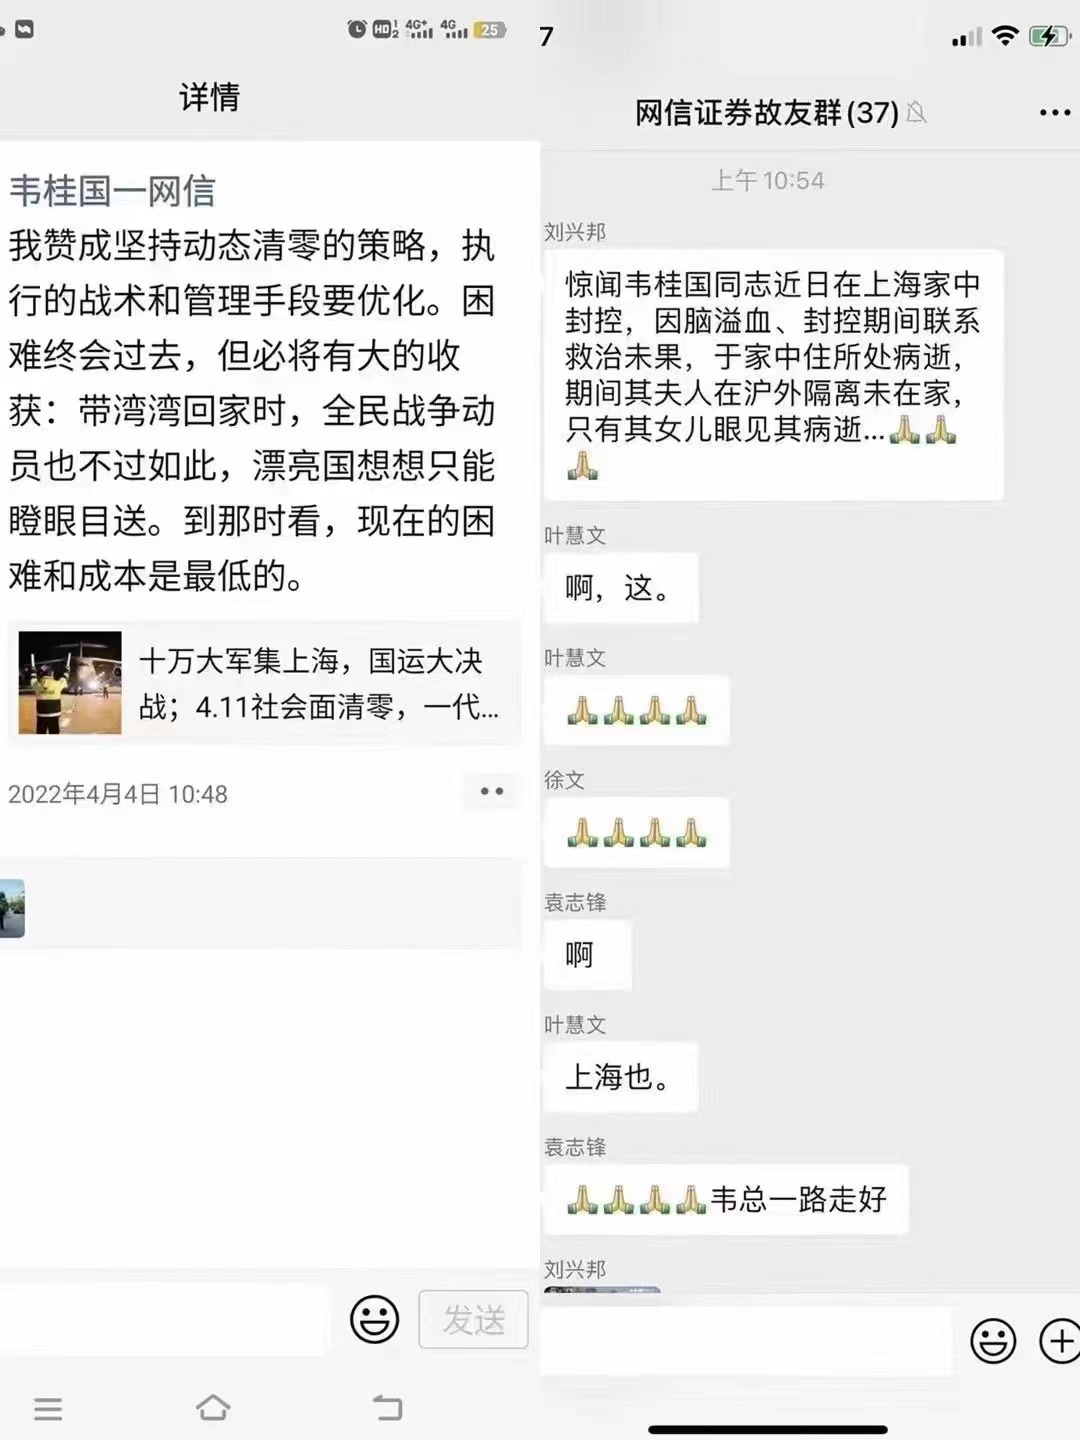 HD 1 2 4G+ 4G 25
详情
韦桂国一网信
我赞成坚持动态清零的策略，执
行的战术和管理手段要优化。困
难终会过去，但必将有大的收
获：带湾湾回家时，全民战争动
员也不过如此，漂亮国想想只能
瞪眼目送。到那时看，现在的困
难和成本是最低的。
十万大军集上海，国运大决
战；4.11社会面清零，一代...
2022年4月4日 10:48
发送
7
网信证券故友群(37)
上午10:54
刘兴邦
惊闻韦桂国同志近日在上海家中
封控，因脑溢血、封控期间联系
救治未果，于家中住所处病逝，
期间其夫人在沪外隔离未在家，
只有其女儿眼见其病逝...🙏🙏
🙏
叶慧文
啊，这。
叶慧文
🙏🙏🙏🙏
徐文
🙏🙏🙏🙏
袁志锋
啊
叶慧文
上海也。
袁志锋
🙏🙏🙏🙏韦总一路走好
刘兴邦